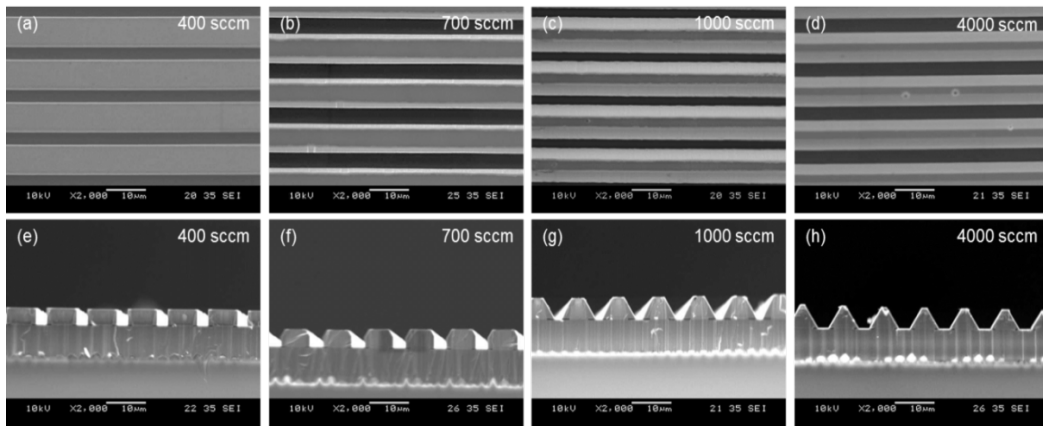 (a) 400 sccm
(b) 700 sccm
(c) 1000 sccm
(d) 4000 sccm
10kV X2,000 10μm 20 35 SEI
10kV X2,000 10μm 25 35 SEI
10kV X2,000 10μm 20 35 SEI
10kV X2,000 10μm 21 35 SEI
(e) 400 sccm
(f) 700 sccm
(g) 1000 sccm
(h) 4000 sccm
10kV X2,000 10μm 22 35 SEI
10kV X2,000 10μm 26 35 SEI
10kV X2,000 10μm 21 35 SEI
10kV X2,000 10μm 26 35 SEI